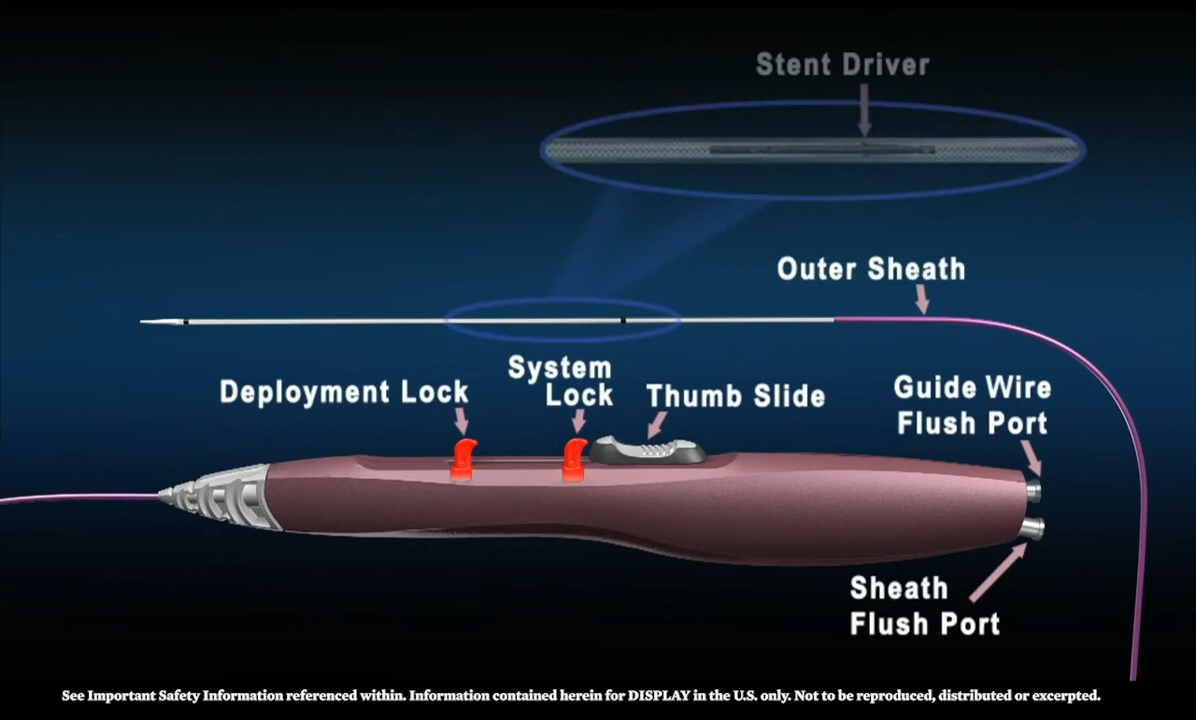 Stent Driver
Outer Sheath
System
Lock
Deployment Lock
Thumb Slide
Guide Wire
Flush Port
Sheath
Flush Port
See Important Safety Information referenced within. Information contained herein for DISPLAY in the U.S. only. Not to be reproduced, distributed or excerpted.